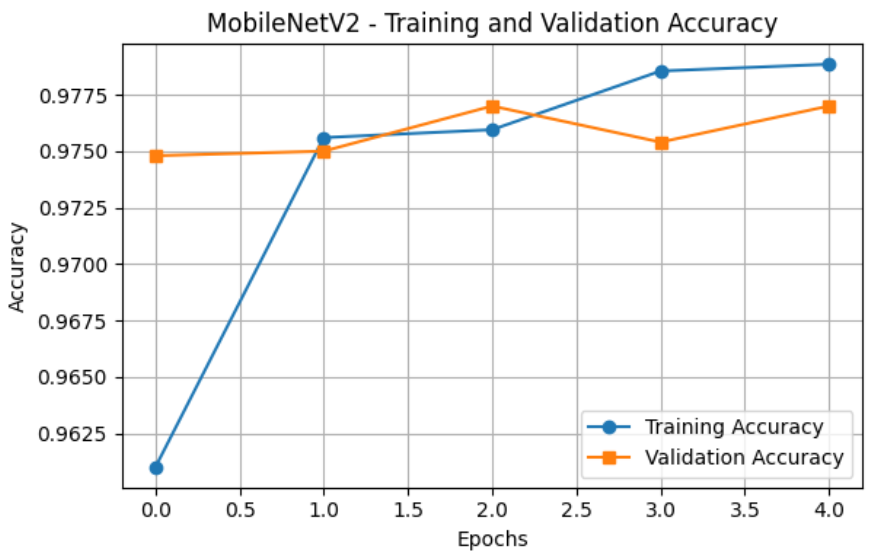 MobileNetV2 - Training and Validation Accuracy
0.9775
0.9750
0.9725
0.9700
0.9675
0.9650
0.9625
Accuracy
Training Accuracy
Validation Accuracy
0.0 0.5 1.0 1.5 2.0 2.5 3.0 3.5 4.0
Epochs